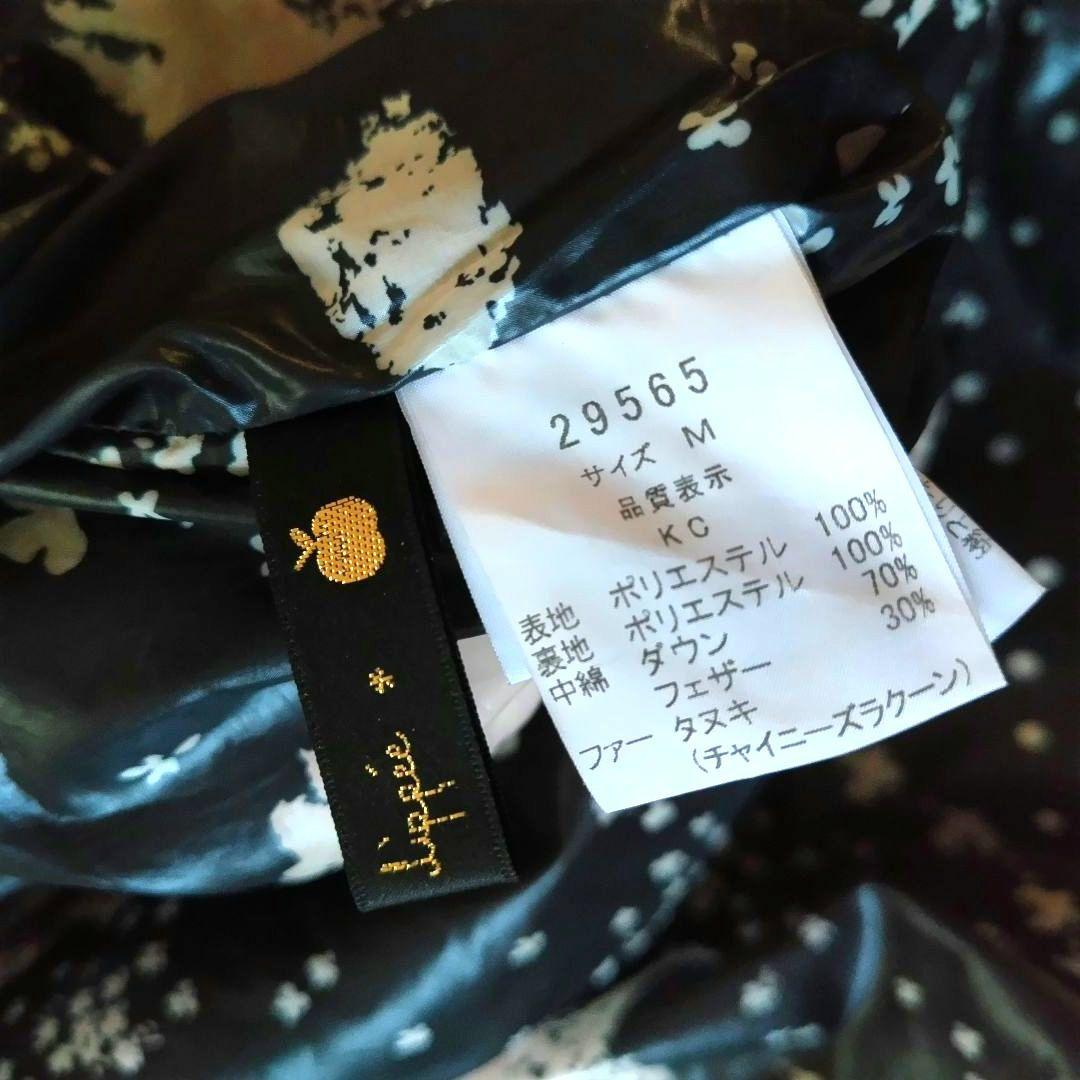 29565
サイズ M
品質表示
KC
表地 ポリエステル 100%
裏地 ポリエステル 100%
中綿 ダウン 70%
フェザー 30%
ファー タヌキ
(チャイニーズラクーン)